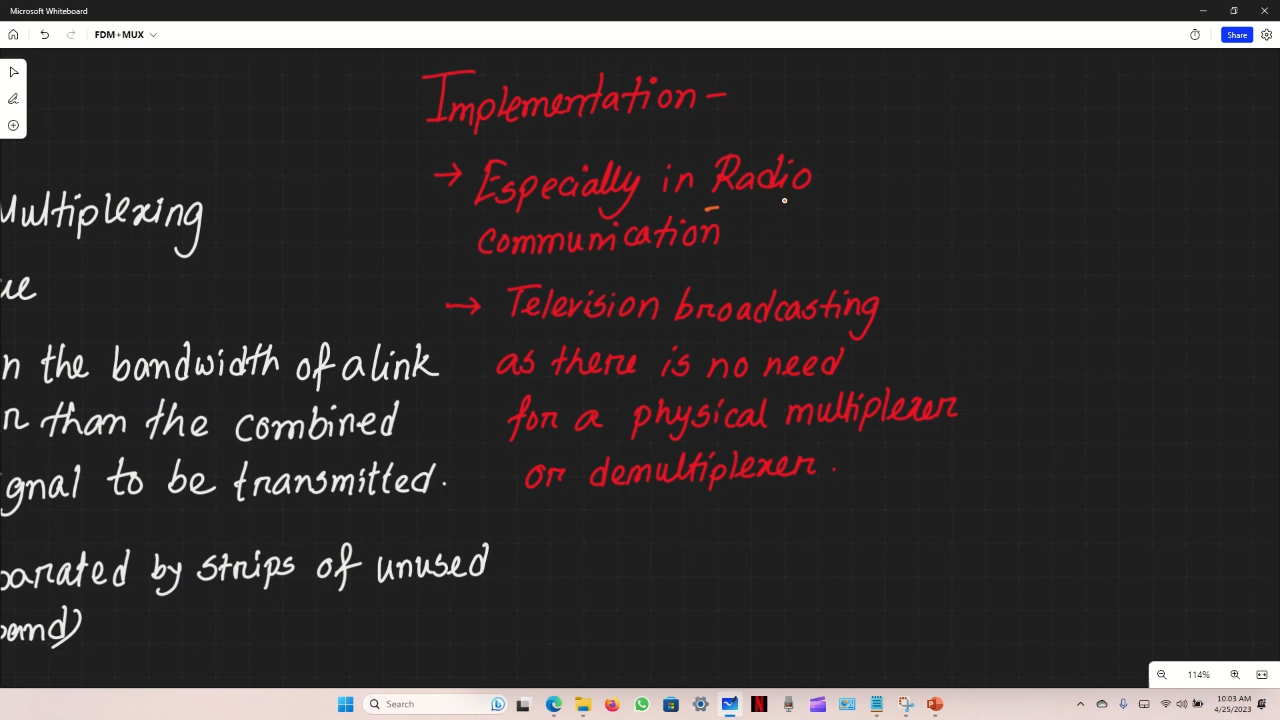 Microsoft Whiteboard
FDM+MUX
Share
Implementation -
→ Especially in Radio
communication
→ Television broadcasting
as there is no need
for a physical multiplexer
or demultiplexer.
Multiplexing
ue
n the bandwidth of a link
r than the combined
ignal to be transmitted.
parated by strips of unused
band)
114%
Search
10:03 AM
4/25/2023